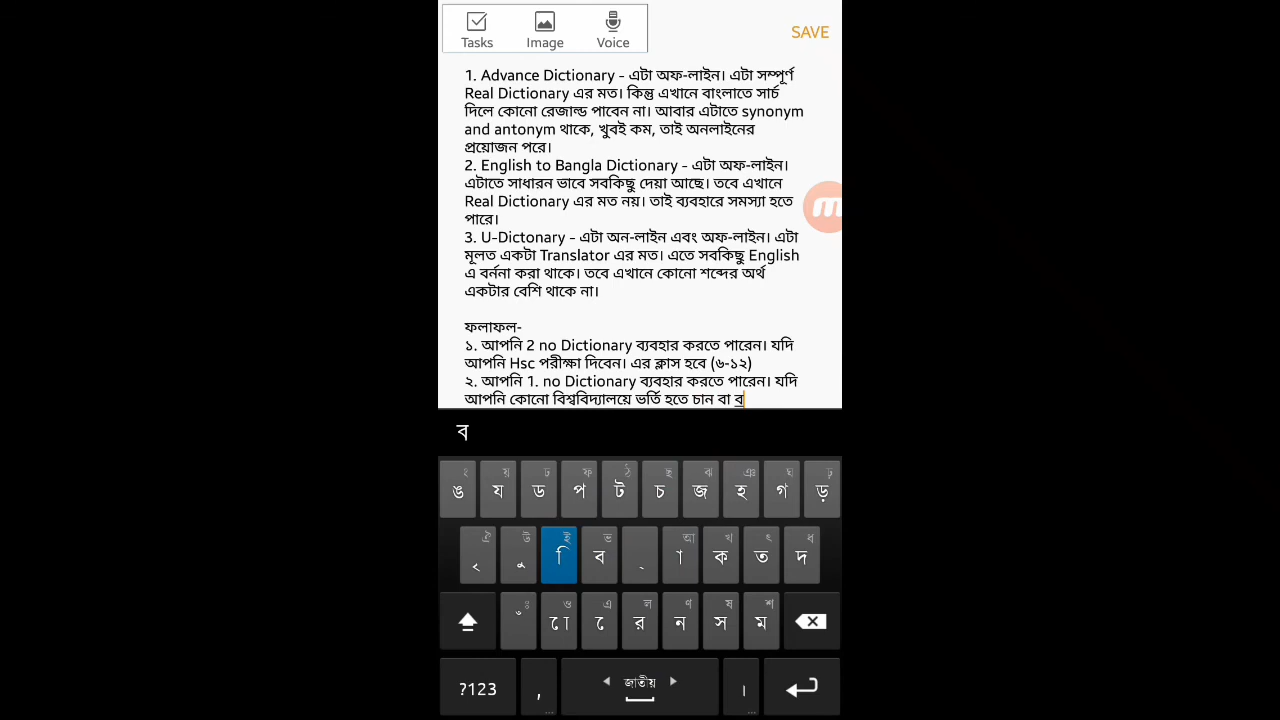 Tasks Image Voice
SAVE
1. Advance Dictionary - এটা অফ-লাইন। এটা সম্পূর্ণ
Real Dictionary এর মত। কিন্তু এখানে বাংলাতে সার্চ
দিলে কোনো রেজাল্ড পাবেন না। আবার এটাতে synonym
and antonym থাকে, খুবই কম, তাই অনলাইনের
প্রয়োজন পরে।
2. English to Bangla Dictionary - এটা অফ-লাইন।
এটাতে সাধারন ভাবে সবকিছু দেয়া আছে। তবে এখানে
Real Dictionary এর মত নয়। তাই ব্যবহারে সমস্যা হতে
পারে।
3. U-Dictonary - এটা অন-লাইন এবং অফ-লাইন। এটা
মূলত একটা Translator এর মত। এতে সবকিছু English
এ বর্ননা করা থাকে। তবে এখানে কোনো শব্দের অর্থ
একটার বেশি থাকে না।
ফলাফল-
১. আপনি 2 no Dictionary ব্যবহার করতে পারেন। যদি
আপনি Hsc পরীক্ষা দিবেন। এর ক্লাস হবে (৬-১২)
২. আপনি 1. no Dictionary ব্যবহার করতে পারেন। যদি
আপনি কোনো বিশ্ববিদ্যালয়ে ভর্তি হতে চান বা ব
ব
ঙ য ড প ট চ জ হ গ ড়
ৃ ু ি ব ্ া ক ত দ
ঁ ো ে র ন স ম
?123 , জাতীয় ।